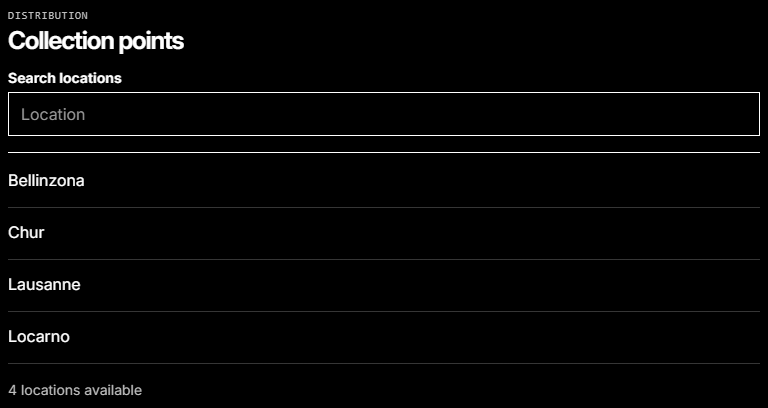 DISTRIBUTION
Collection points
Search locations
Location
Bellinzona
Chur
Lausanne
Locarno
4 locations available